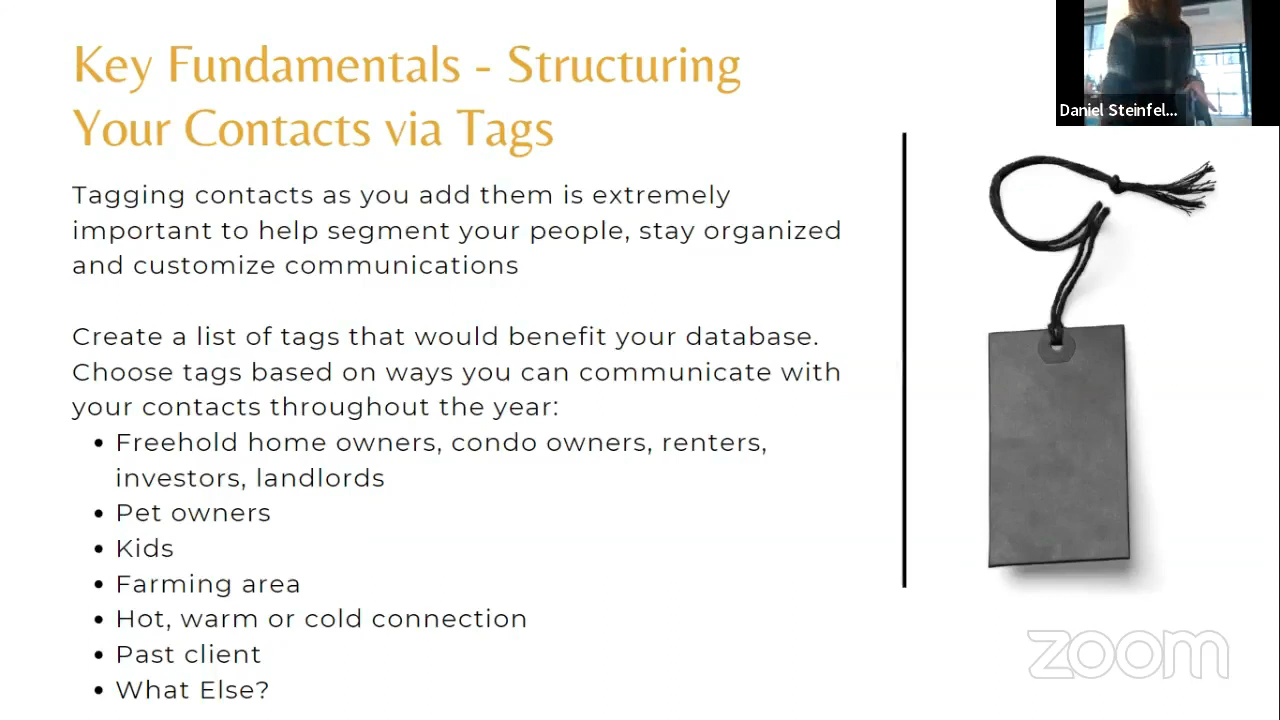 Key Fundamentals - Structuring
Your Contacts via Tags
Daniel Steinfel...
Tagging contacts as you add them is extremely
important to help segment your people, stay organized
and customize communications
Create a list of tags that would benefit your database.
Choose tags based on ways you can communicate with
your contacts throughout the year:
• Freehold home owners, condo owners, renters,
investors, landlords
• Pet owners
• Kids
• Farming area
• Hot, warm or cold connection
• Past client
• What Else?
zoom